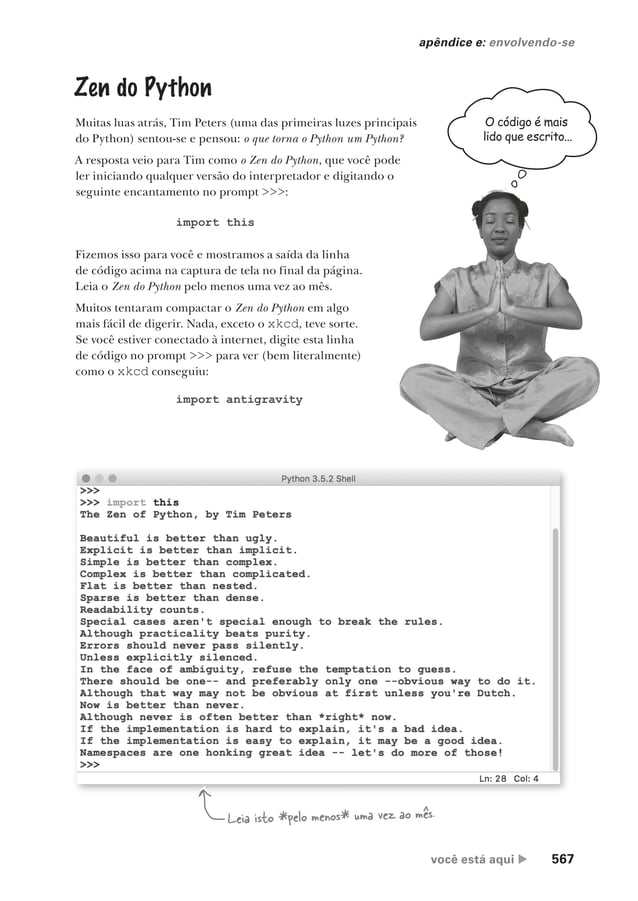 apêndice e: envolvendo-se
Zen do Python
Muitas luas atrás, Tim Peters (uma das primeiras luzes principais
do Python) sentou-se e pensou: o que torna o Python um Python?
A resposta veio para Tim como o Zen do Python, que você pode
ler iniciando qualquer versão do interpretador e digitando o
seguinte encantamento no prompt >>>:
import this
Fizemos isso para você e mostramos a saída da linha
de código acima na captura de tela no final da página.
Leia o Zen do Python pelo menos uma vez ao mês.
Muitos tentaram compactar o Zen do Python em algo
mais fácil de digerir. Nada, exceto o xkcd, teve sorte.
Se você estiver conectado à internet, digite esta linha
de código no prompt >>> para ver (bem literalmente)
como o xkcd conseguiu:
import antigravity
O código é mais
lido que escrito...
Python 3.5.2 Shell
>>>
>>> import this
The Zen of Python, by Tim Peters
Beautiful is better than ugly.
Explicit is better than implicit.
Simple is better than complex.
Complex is better than complicated.
Flat is better than nested.
Sparse is better than dense.
Readability counts.
Special cases aren't special enough to break the rules.
Although practicality beats purity.
Errors should never pass silently.
Unless explicitly silenced.
In the face of ambiguity, refuse the temptation to guess.
There should be one-- and preferably only one --obvious way to do it.
Although that way may not be obvious at first unless you're Dutch.
Now is better than never.
Although never is often better than *right* now.
If the implementation is hard to explain, it's a bad idea.
If the implementation is easy to explain, it may be a good idea.
Namespaces are one honking great idea -- let's do more of those!
>>>
Ln: 28 Col: 4
Leia isto *pelo menos* uma vez ao mês.
você está aqui ▶ 567